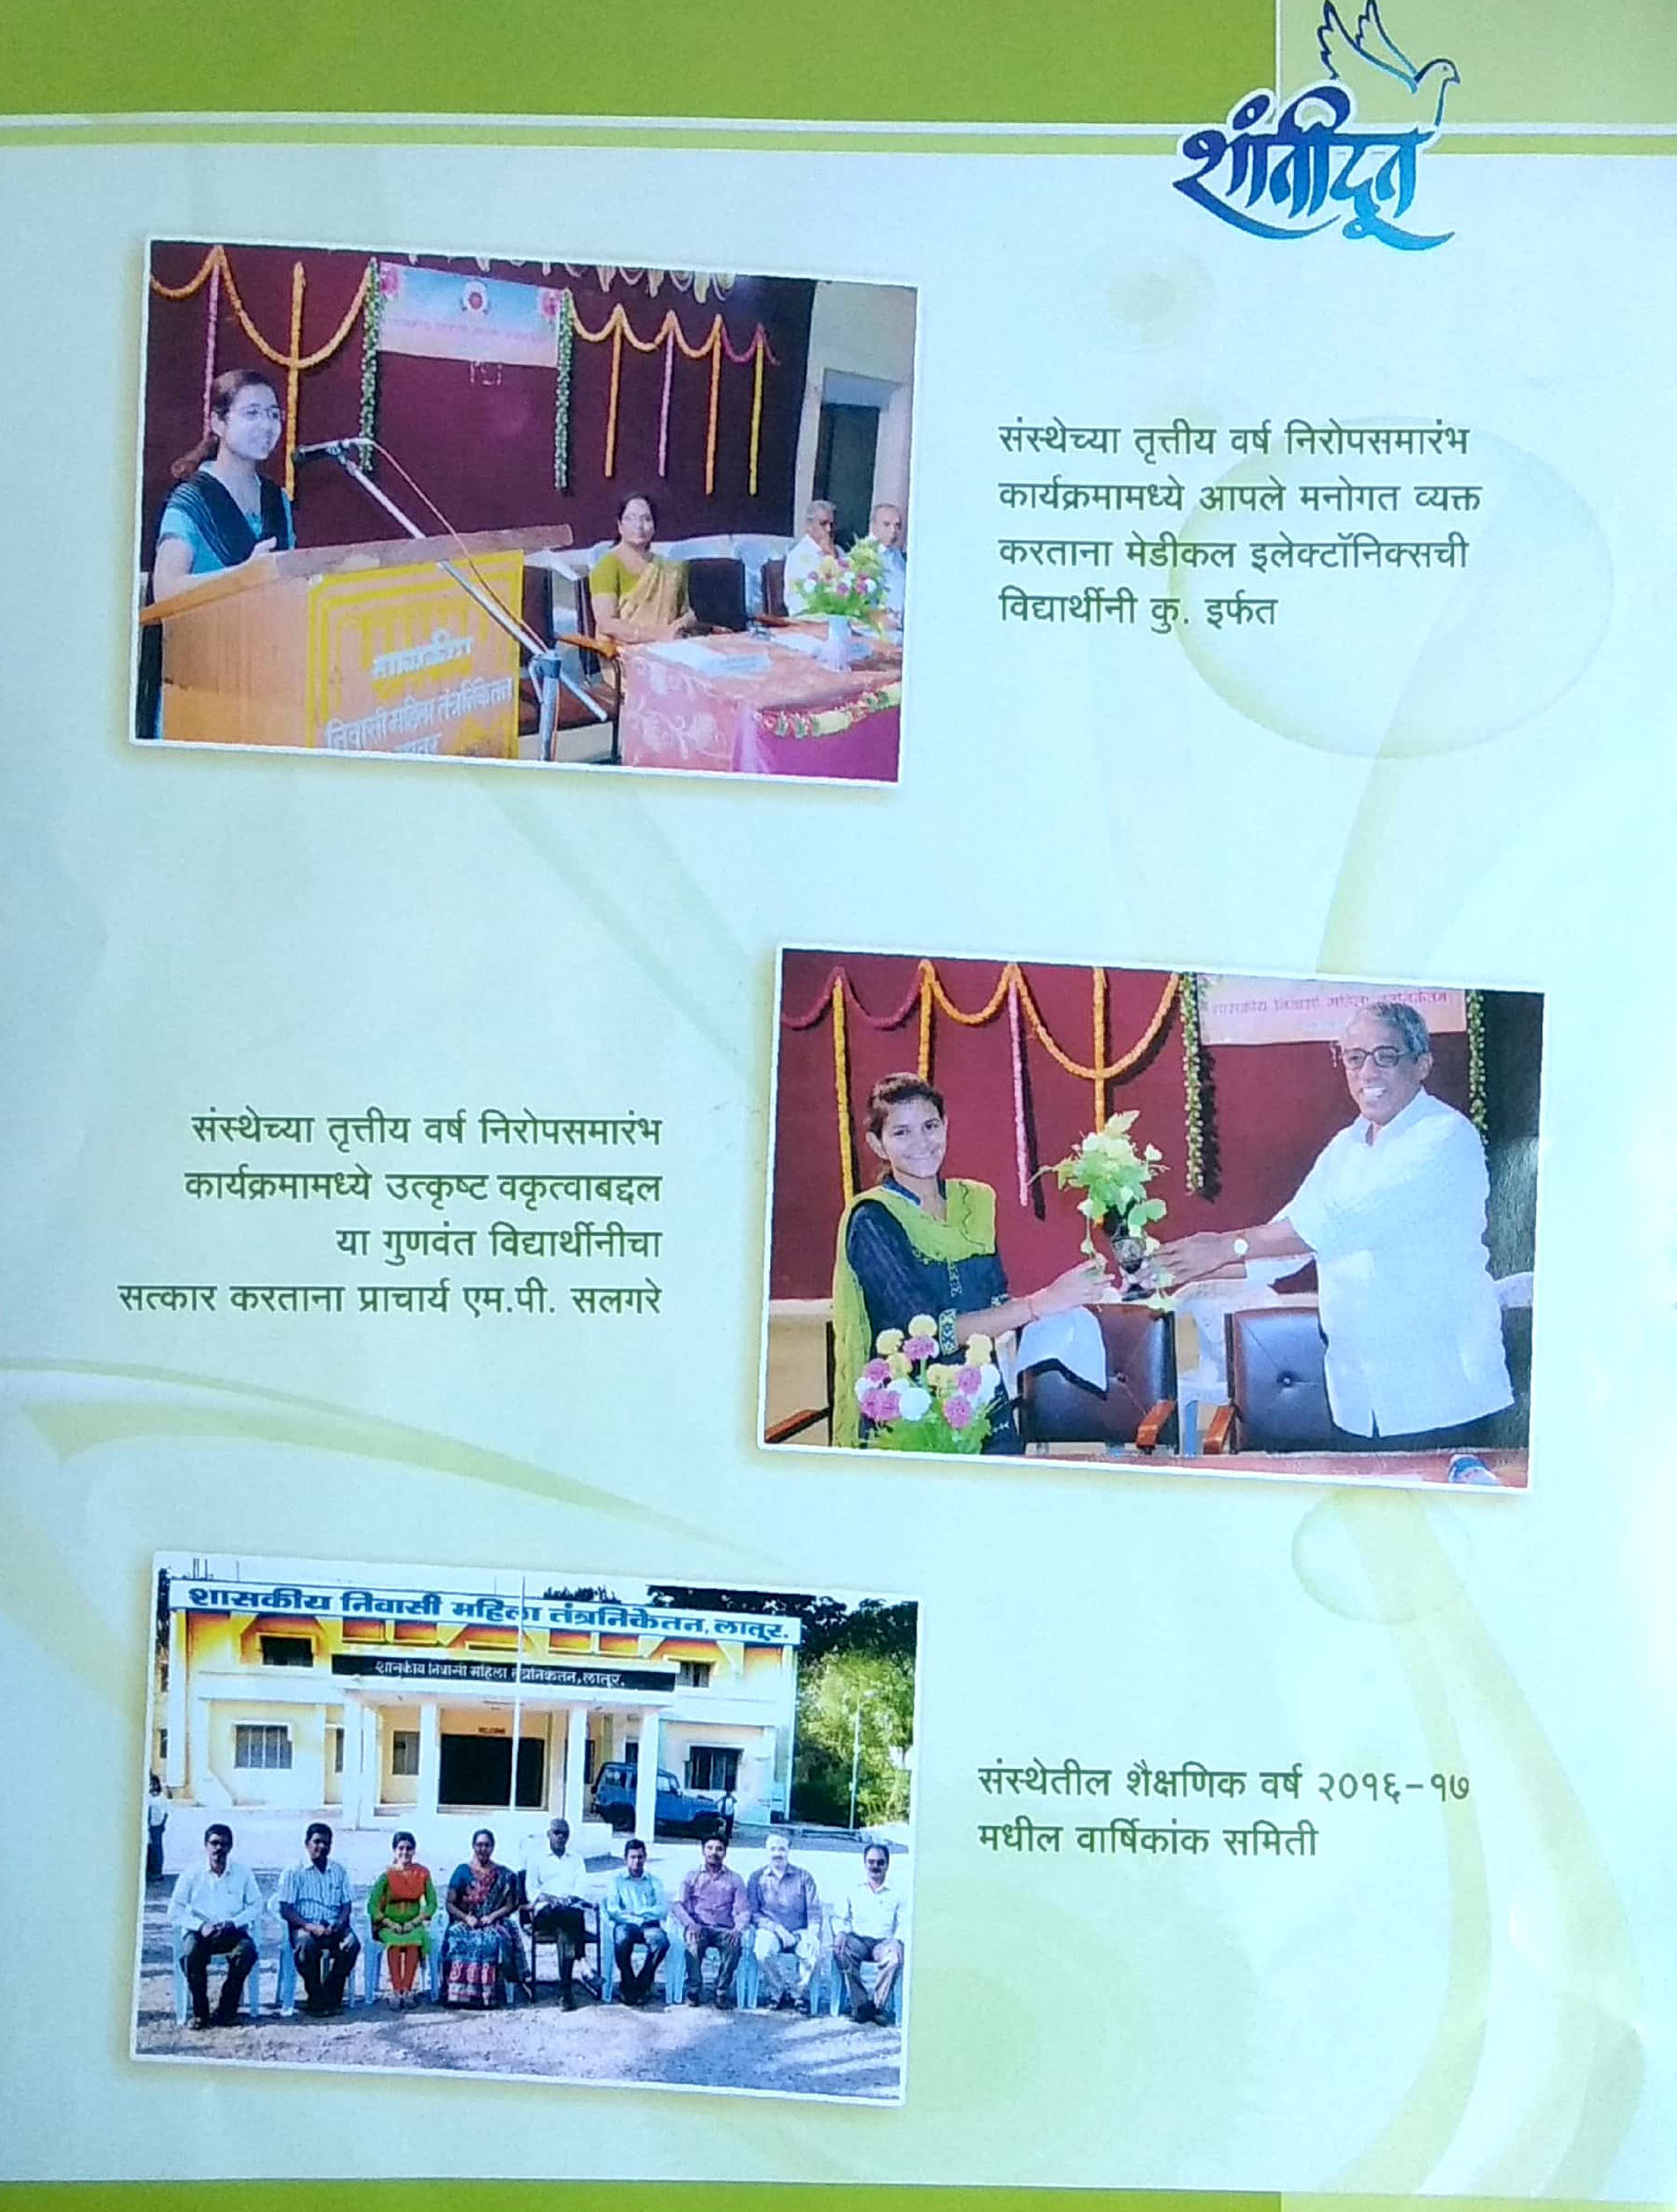 शांतीदूत
संस्थेच्या तृत्तीय वर्ष निरोपसमारंभ
कार्यक्रमामध्ये आपले मनोगत व्यक्त
करताना मेडीकल इलेक्टॉनिक्सची
विद्यार्थीनी कु. इर्फत
निवासी महिला तंत्रनिकेतन
शासकीय निवासी महिला तंत्रनिकेतन
संस्थेच्या तृत्तीय वर्ष निरोपसमारंभ
कार्यक्रमामध्ये उत्कृष्ट वकृत्वाबद्दल
या गुणवंत विद्यार्थीनीचा
सत्कार करताना प्राचार्य एम.पी. सलगरे
शासकीय निवासी महिला तंत्रनिकेतन, लातूर.
शासकीय निवासी महिला तंत्रनिकेतन, लातूर.
WELCOME
संस्थेतील शैक्षणिक वर्ष २०१६-१७
मधील वार्षिकांक समिती